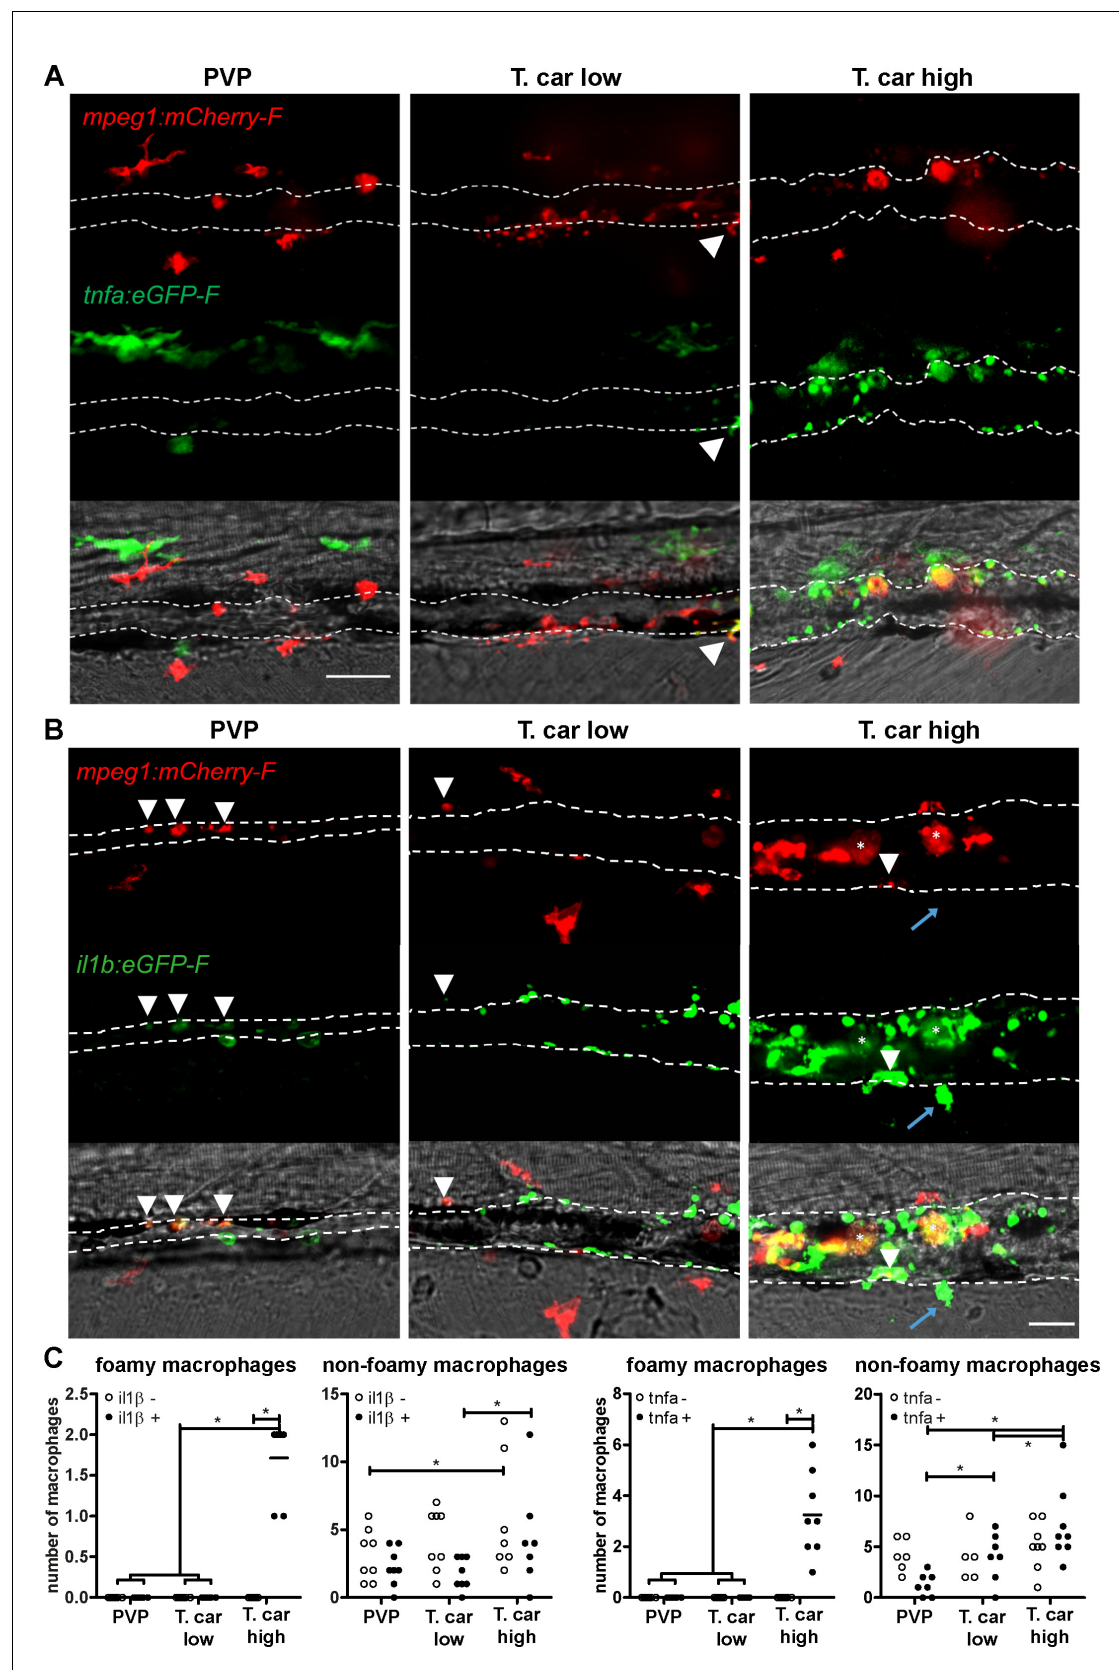 A
PVP
T. car low
T. car high
mpeg1:mCherry-F
tnfa:eGFP-F
B
PVP
T. car low
T. car high
mpeg1:mCherry-F
* *
il1b:eGFP-F
* *
* *
C
foamy macrophages
number of macrophages
2.5
2.0
1.5
1.0
0.5
0.0
il1β -
il1β +
* *
PVP
T. car low
T. car high
non-foamy macrophages
15
10
5
0
il1β -
il1β +
*
*
PVP
T. car low
T. car high
foamy macrophages
number of macrophages
8
6
4
2
0
tnfa -
tnfa +
* *
PVP
T. car low
T. car high
non-foamy macrophages
20
15
10
5
0
tnfa -
tnfa +
*
*
*
PVP
T. car low
T. car high